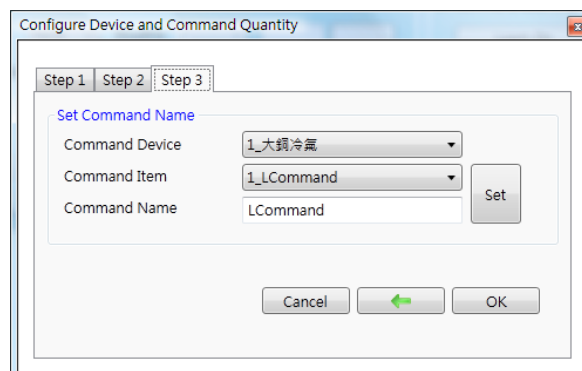 Configure Device and Command Quantity
Step 1 Step 2 Step 3
Set Command Name
Command Device 1_大銅冷氣
Command Item 1_LCommand
Set
Command Name LCommand
Cancel OK